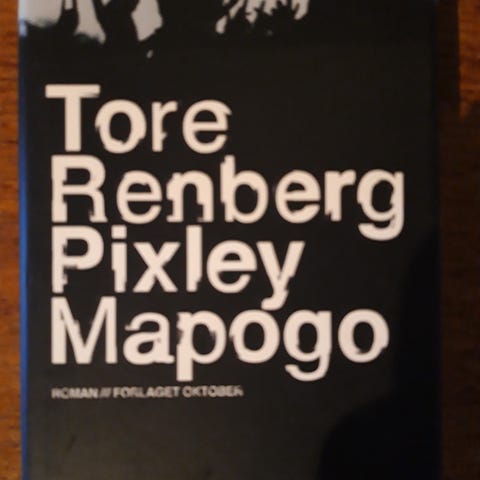 Tore
Renberg
Pixley
Mapogo
ROMAN /// FORLAGET OKTOBER